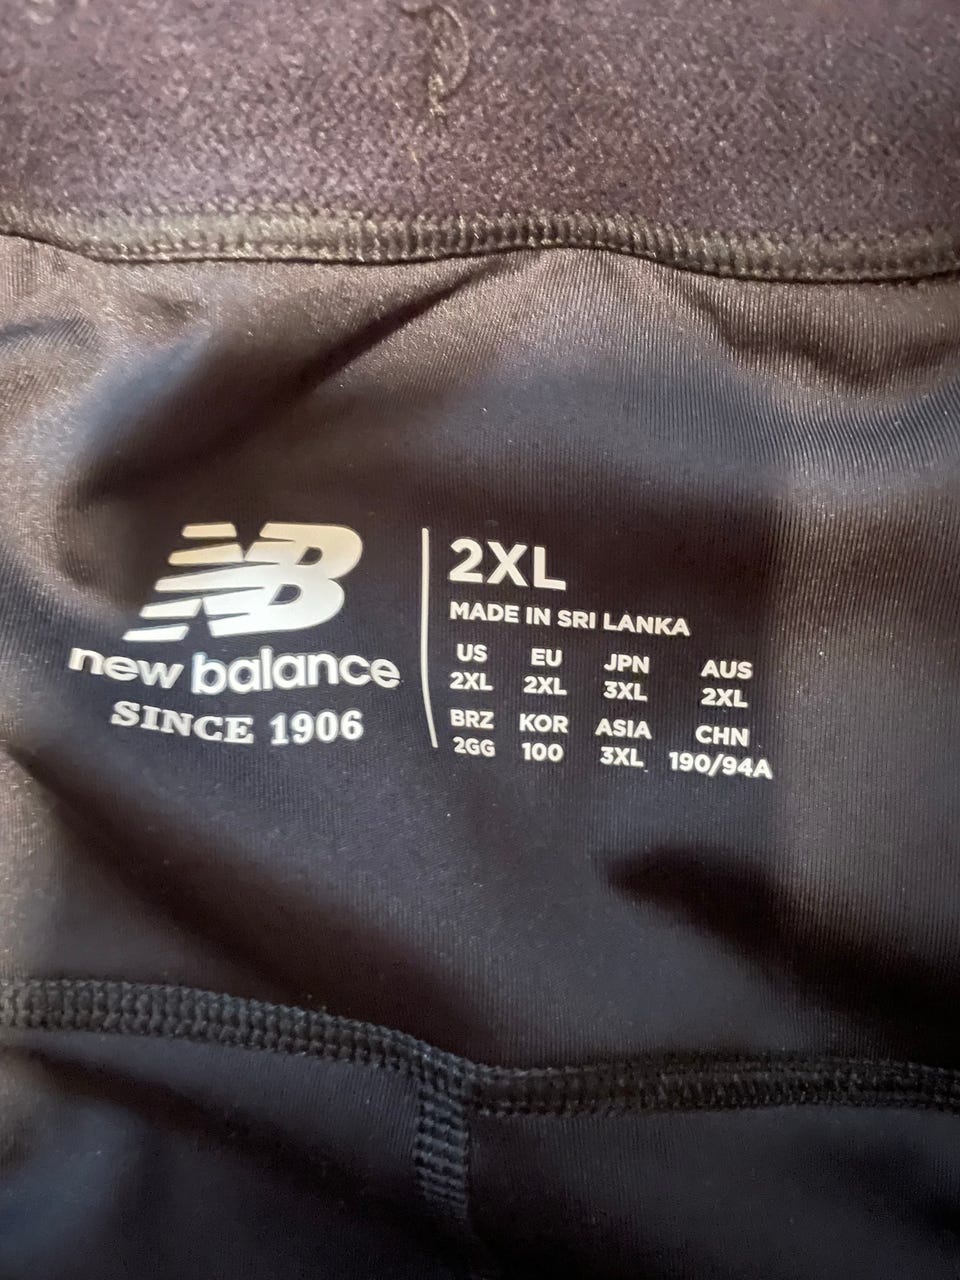 NB
new balance
SINCE 1906
2XL
MADE IN SRI LANKA
US EU JPN AUS
2XL 2XL 3XL 2XL
BRZ KOR ASIA CHN
2GG 100 3XL 190/94A